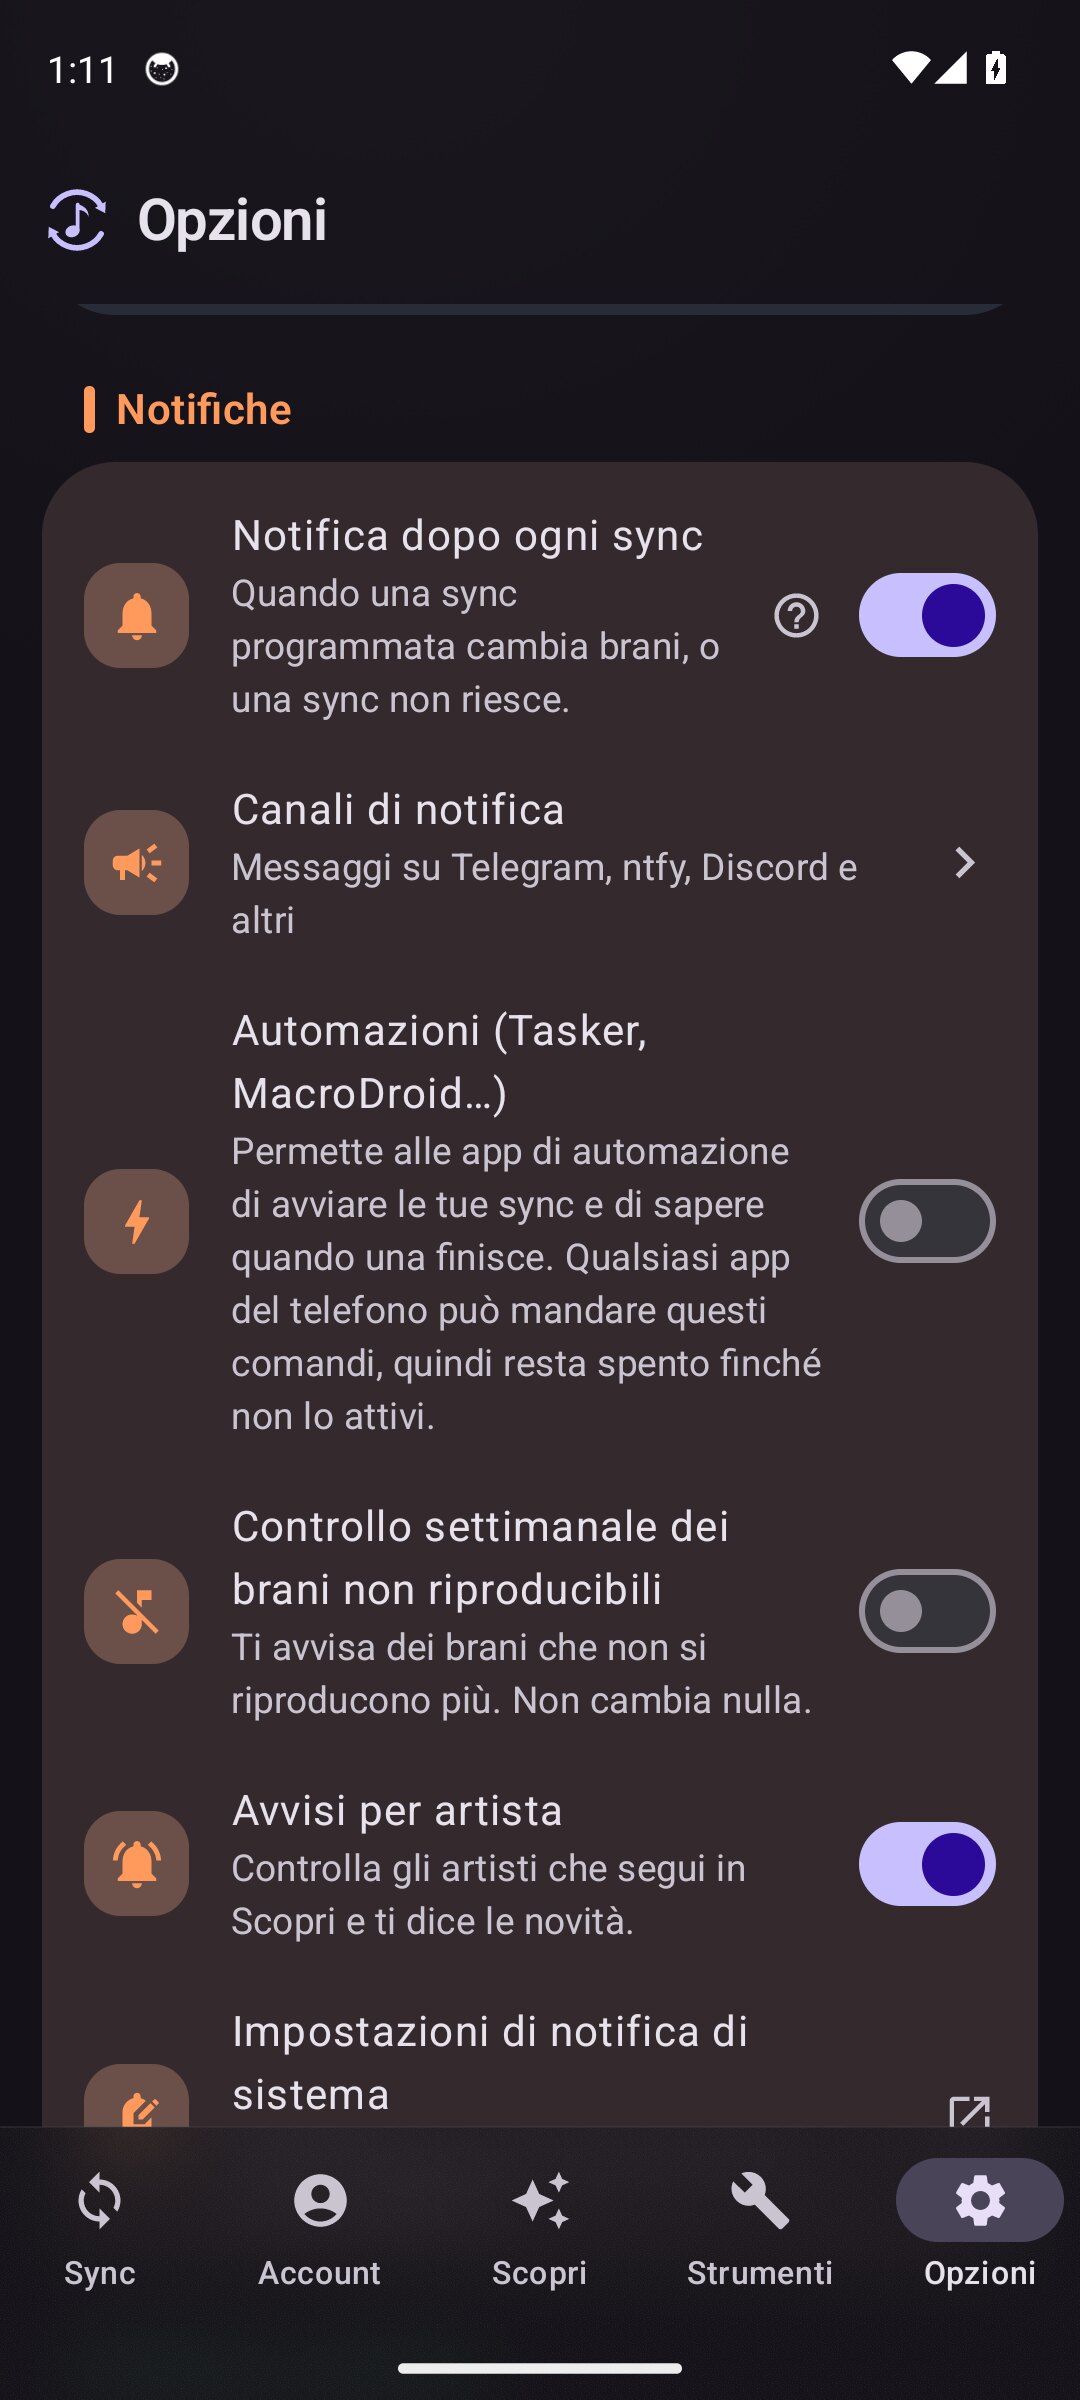 1:11
Opzioni
Notifiche
Notifica dopo ogni sync
Quando una sync
programmata cambia brani, o
una sync non riesce.
Canali di notifica
Messaggi su Telegram, ntfy, Discord e
altri
Automazioni (Tasker,
MacroDroid…)
Permette alle app di automazione
di avviare le tue sync e di sapere
quando una finisce. Qualsiasi app
del telefono può mandare questi
comandi, quindi resta spento finché
non lo attivi.
Controllo settimanale dei
brani non riproducibili
Ti avvisa dei brani che non si
riproducono più. Non cambia nulla.
Avvisi per artista
Controlla gli artisti che segui in
Scopri e ti dice le novità.
Impostazioni di notifica di
sistema
Sync
Account
Scopri
Strumenti
Opzioni